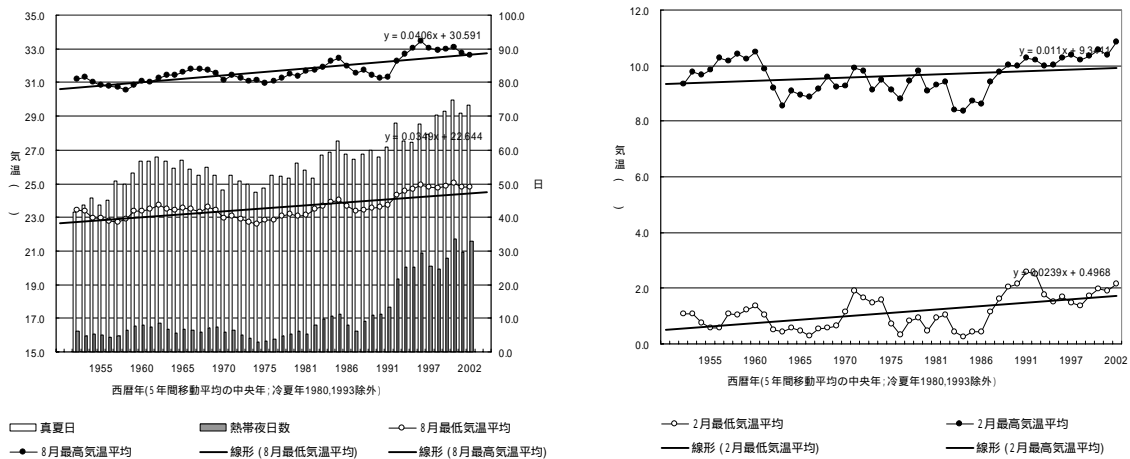 35.0
33.0
31.0
29.0
27.0
25.0
23.0
21.0
19.0
17.0
15.0
気温
(
)
100.0
90.0
80.0
70.0
60.0
50.0
40.0
30.0
20.0
10.0
0.0
日
y = 0.0406x + 30.591
y = 0.0349x + 22.644
1955 1960 1965 1970 1975 1981 1986 1991 1997 2002
西暦年(5年間移動平均の中央年;冷夏年1980,1993除外)
真夏日 熱帯夜日数 8月最低気温平均
8月最高気温平均 線形 (8月最低気温平均) 線形 (8月最高気温平均)
12.0
10.0
8.0
6.0
4.0
2.0
0.0
気温
(
)
y = 0.011x +
y = 0.0239x + 0.4968
1955 1960 1965 1970 1975 1981 1986 1991 1997 2002
西暦年(5年間移動平均の中央年;冷夏年1980,1993除外)
2月最低気温平均 2月最高気温平均
線形 (2月最低気温平均) 線形 (2月最高気温平均)